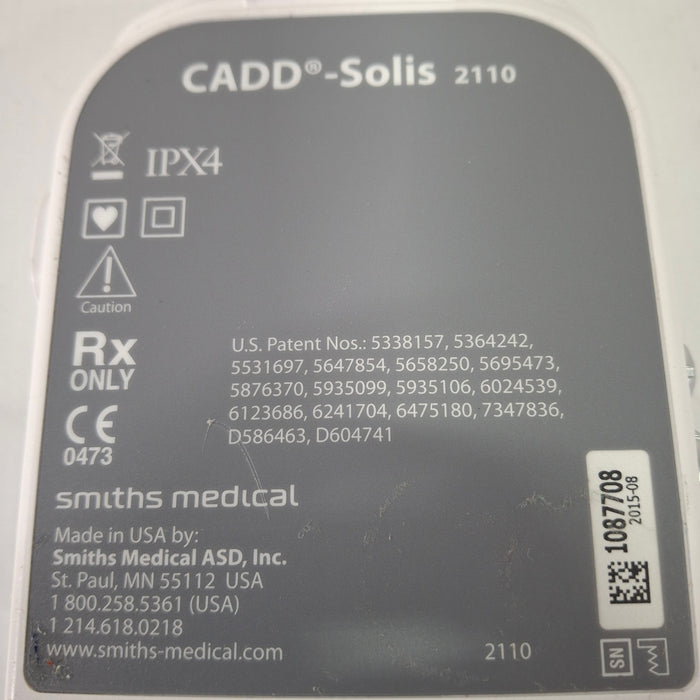 CADD®-Solis 2110
IPX4
Caution
Rx
ONLY
CE
0473
U.S. Patent Nos.: 5338157, 5364242,
5531697, 5647854, 5658250, 5695473,
5876370, 5935099, 5935106, 6024539,
6123686, 6241704, 6475180, 7347836,
D586463, D604741
smiths medical
Made in USA by:
Smiths Medical ASD, Inc.
St. Paul, MN 55112 USA
1 800.258.5361 (USA)
1 214.618.0218
www.smiths-medical.com
2110
1087708
2015-08
SN